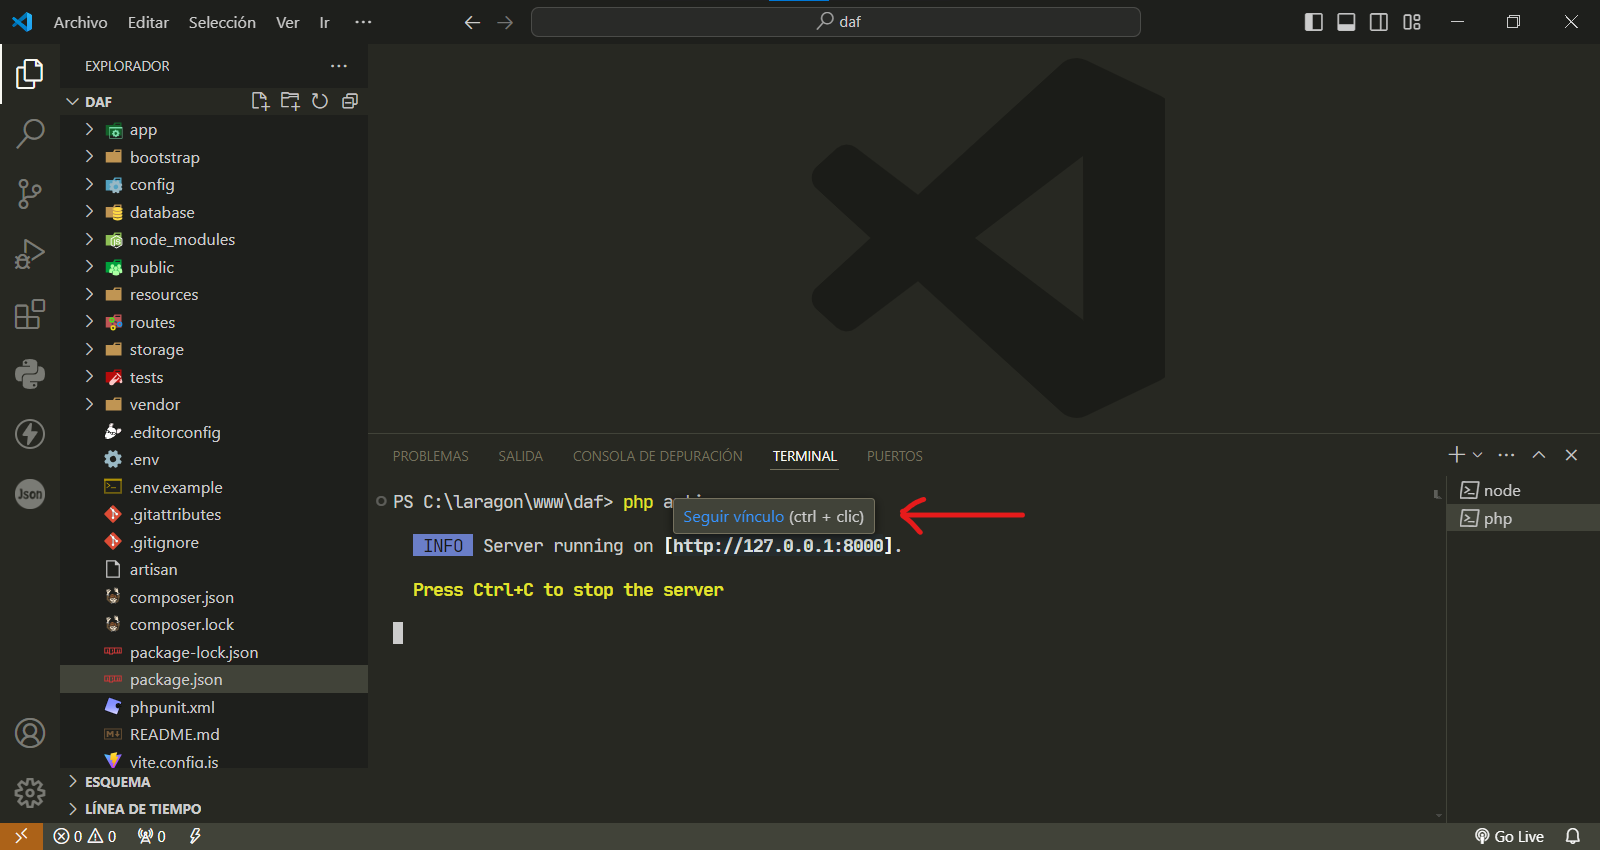 Archivo Editar Selección Ver Ir ···
daf
EXPLORADOR
DAF
app
bootstrap
config
database
node_modules
public
resources
routes
storage
tests
vendor
.editorconfig
.env
.env.example
.gitattributes
.gitignore
artisan
composer.json
composer.lock
package-lock.json
package.json
phpunit.xml
README.md
vite.config.js
ESQUEMA
LÍNEA DE TIEMPO
PROBLEMAS SALIDA CONSOLA DE DEPURACIÓN TERMINAL PUERTOS
PS C:\laragon\www\daf> php
Seguir vínculo (ctrl + clic)
INFO Server running on [http://127.0.0.1:8000].
Press Ctrl+C to stop the server
node
php
Json
0 0 0
Go Live